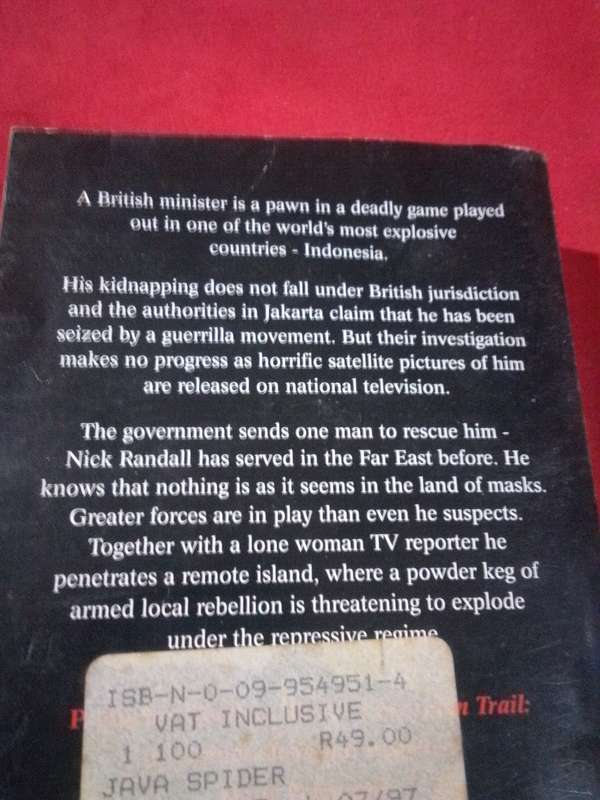 A British minister is a pawn in a deadly game played
out in one of the world's most explosive
countries - Indonesia.
His kidnapping does not fall under British jurisdiction
and the authorities in Jakarta claim that he has been
seized by a guerrilla movement. But their investigation
makes no progress as horrific satellite pictures of him
are released on national television.
The government sends one man to rescue him -
Nick Randall has served in the Far East before. He
knows that nothing is as it seems in the land of masks.
Greater forces are in play than even he suspects.
Together with a lone woman TV reporter he
penetrates a remote island, where a powder keg of
armed local rebellion is threatening to explode
under the repressive regime
Trail:
ISB-N-0-09-954951-4
VAT INCLUSIVE
1 100 R49.00
JAVA SPIDER
07/97